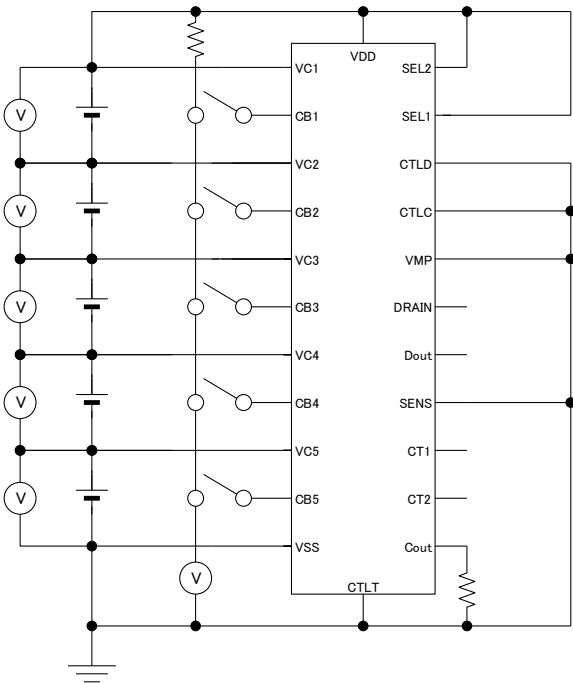 VDD
VC1
SEL2
V
CB1
SEL1
VC2
CTLD
V
CB2
CTLC
VC3
VMP
V
CB3
DRAIN
VC4
Dout
V
CB4
SENS
VC5
CT1
V
CB5
CT2
VSS
Cout
V
CTLT